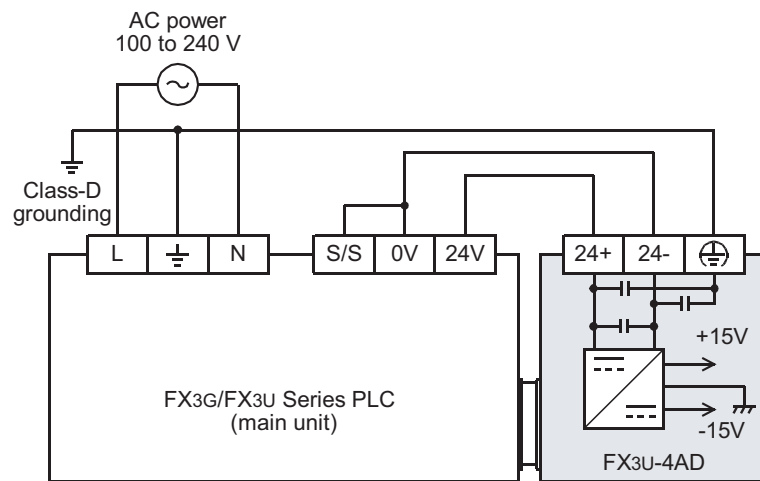 AC power
100 to 240 V
Class-D
grounding
L
N
S/S
0V
24V
24+
24-
+15V
-15V
FX3G/FX3U Series PLC
(main unit)
FX3U-4AD